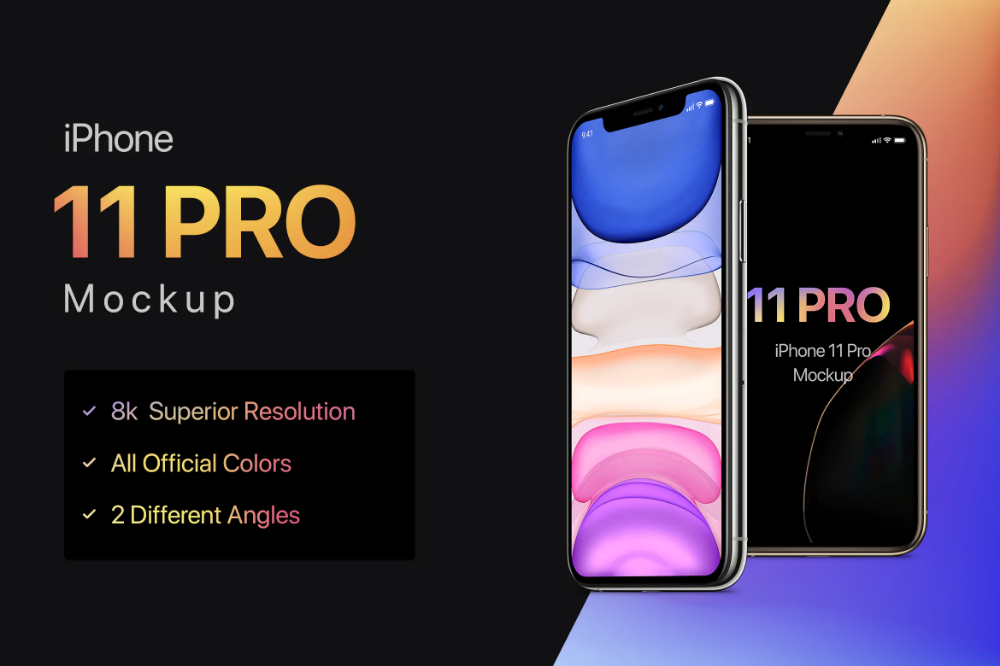 iPhone
11 PRO
Mockup
8k Superior Resolution
All Official Colors
2 Different Angles
9:41
11 PRO
iPhone 11 Pro
Mockup